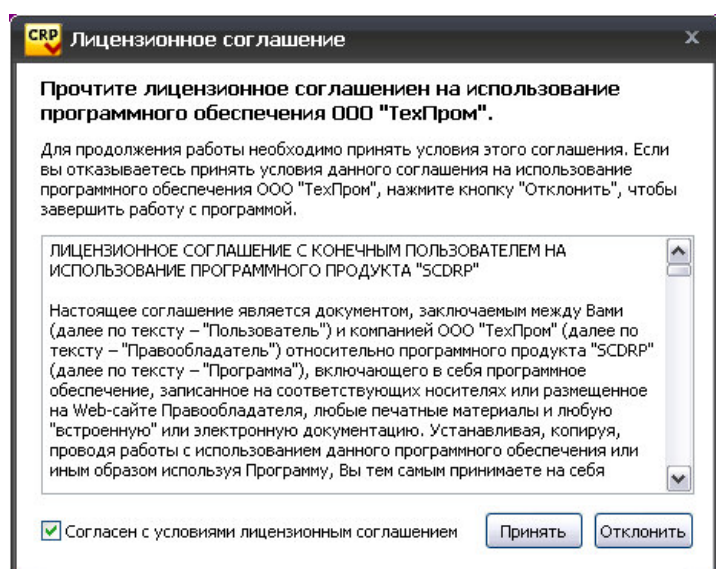 CRP Лицензионное соглашение x
Прочтите лицензионное соглашениен на использование
программного обеспечения ООО "ТехПром".
Для продолжения работы необходимо принять условия этого соглашения. Если
вы отказываетесь принять условия данного соглашения на использование
программного обеспечения ООО "ТехПром", нажмите кнопку "Отклонить", чтобы
завершить работу с программой.
ЛИЦЕНЗИОННОЕ СОГЛАШЕНИЕ С КОНЕЧНЫМ ПОЛЬЗОВАТЕЛЕМ НА
ИСПОЛЬЗОВАНИЕ ПРОГРАММНОГО ПРОДУКТА "SCDRP"
Настоящее соглашение является документом, заключаемым между Вами
(далее по тексту – "Пользователь") и компанией ООО "ТехПром" (далее по
тексту – "Правообладатель") относительно программного продукта "SCDRP"
(далее по тексту – "Программа"), включающего в себя программное
обеспечение, записанное на соответствующих носителях или размещенное
на Web-сайте Правообладателя, любые печатные материалы и любую
"встроенную" или электронную документацию. Устанавливая, копируя,
проводя работы с использованием данного программного обеспечения или
иным образом используя Программу, Вы тем самым принимаете на себя
Согласен с условиями лицензионным соглашением Принять Отклонить